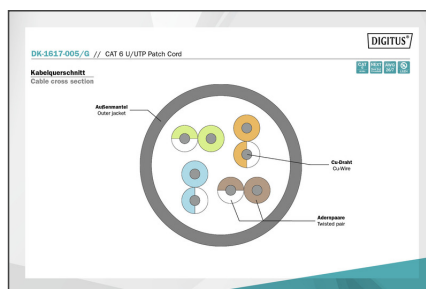 DIGITUS®
DK-1617-005/G // CAT 6 U/UTP Patch Cord
Kabelquerschnitt
Cable cross section
Außenmantel
Outer jacket
Cu-Draht
Cu-Wire
Adernpaare
Twisted pair